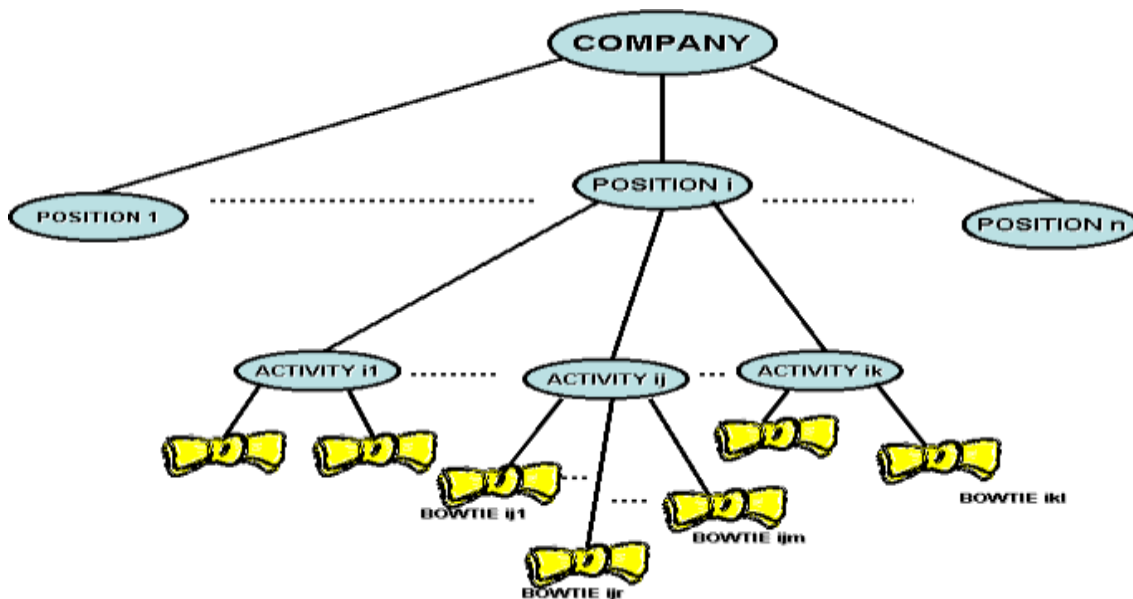 COMPANY
POSITION 1
POSITION i
POSITION n
ACTIVITY i1
ACTIVITY ij
ACTIVITY ik
BOWTIE ij1
BOWTIE ijm
BOWTIE ikl
BOWTIE ijr